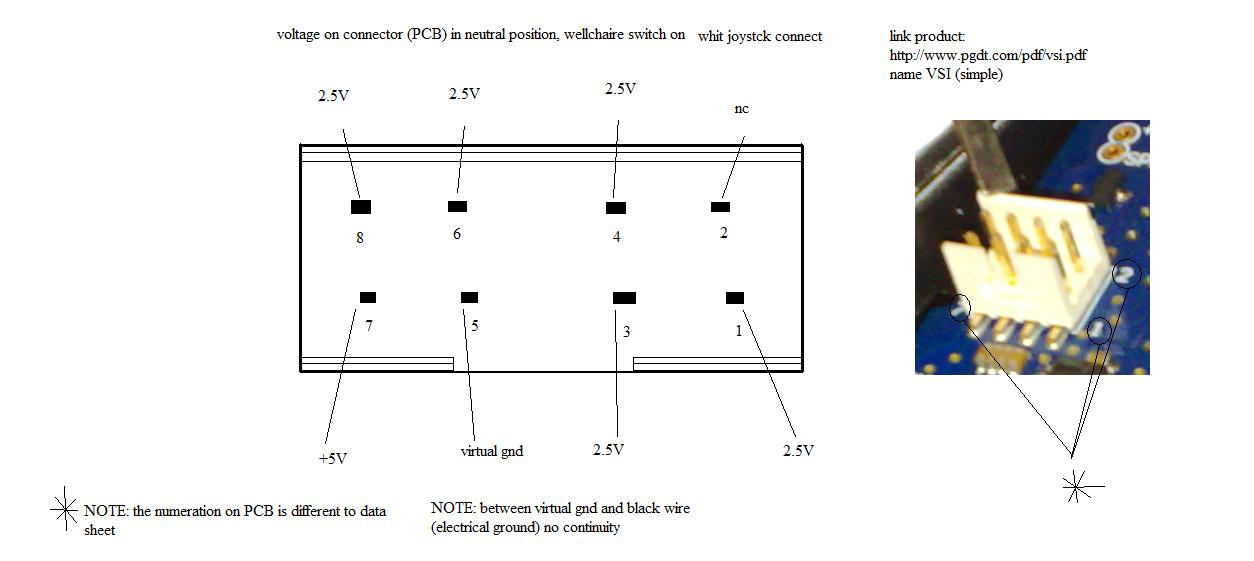 voltage on connector (PCB) in neutral position, wellchaire switch on whit joystck connect
link product:
http://www.pgdt.com/pdf/vsi.pdf
name VSI (simple)
2.5V
2.5V
2.5V
nc
8
6
4
2
7
5
3
1
+5V
virtual gnd
2.5V
2.5V
2
1
7
NOTE: the numeration on PCB is different to data
sheet
NOTE: between virtual gnd and black wire
(electrical ground) no continuity